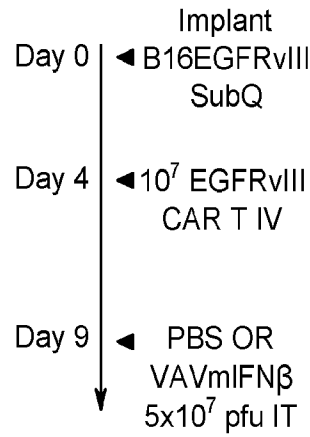 Implant
Day 0 ◄ B16EGFRvIII
SubQ
Day 4 ◄ 10⁷ EGFRvIII
CAR T IV
Day 9 ◄ PBS OR
VAVmIFNβ
5x10⁷ pfu IT